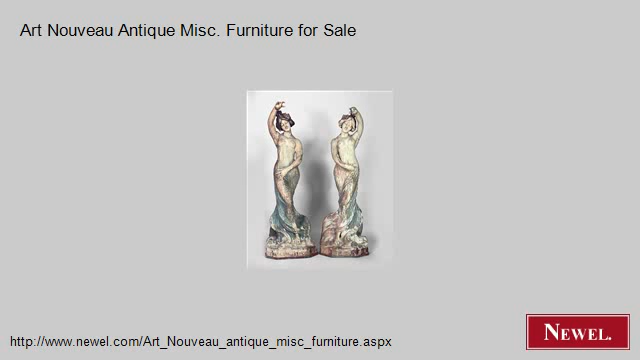 Art Nouveau Antique Misc. Furniture for Sale
NEWEL.
http://www.newel.com/Art_Nouveau_antique_misc_furniture.aspx